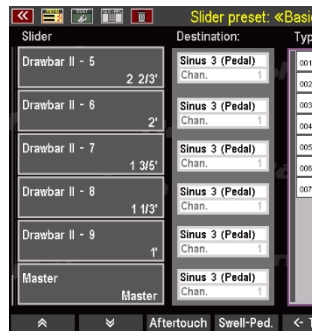 Slider preset: «Basi
Slider
Destination:
Typ
Drawbar II - 5
2 2/3'
Sinus 3 (Pedal)
Chan. 1
Drawbar II - 6
2'
Sinus 3 (Pedal)
Chan. 1
Drawbar II - 7
1 3/5'
Sinus 3 (Pedal)
Chan. 1
Drawbar II - 8
1 1/3'
Sinus 3 (Pedal)
Chan. 1
Drawbar II - 9
1'
Sinus 3 (Pedal)
Chan. 1
Master
Master
Sinus 3 (Pedal)
Chan. 1
001
002
003
004
005
006
007
Aftertouch
Swell-Ped.
<- T